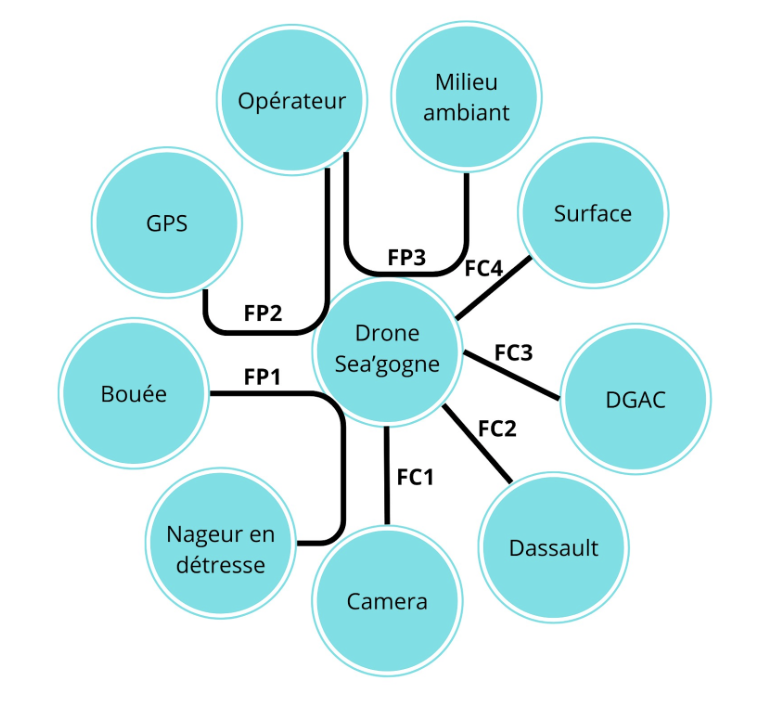 Opérateur
Milieu
ambiant
GPS
Surface
FP3
FC4
FP2
Drone
Sea’gogne
FC3
FP1
Bouée
DGAC
FC2
FC1
Nageur en
détresse
Dassault
Camera